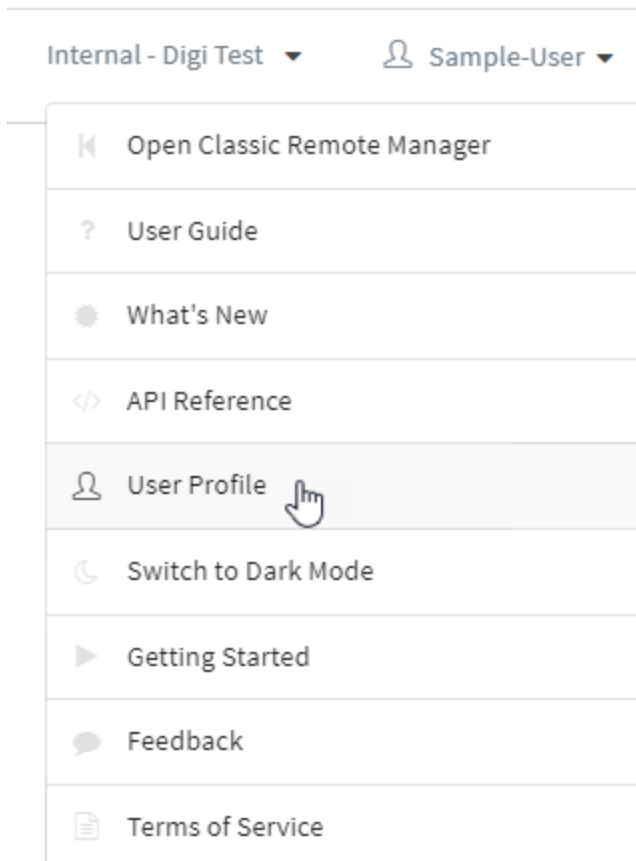 Internal - Digi Test Sample-User
Open Classic Remote Manager
? User Guide
What's New
</> API Reference
User Profile
Switch to Dark Mode
Getting Started
Feedback
Terms of Service